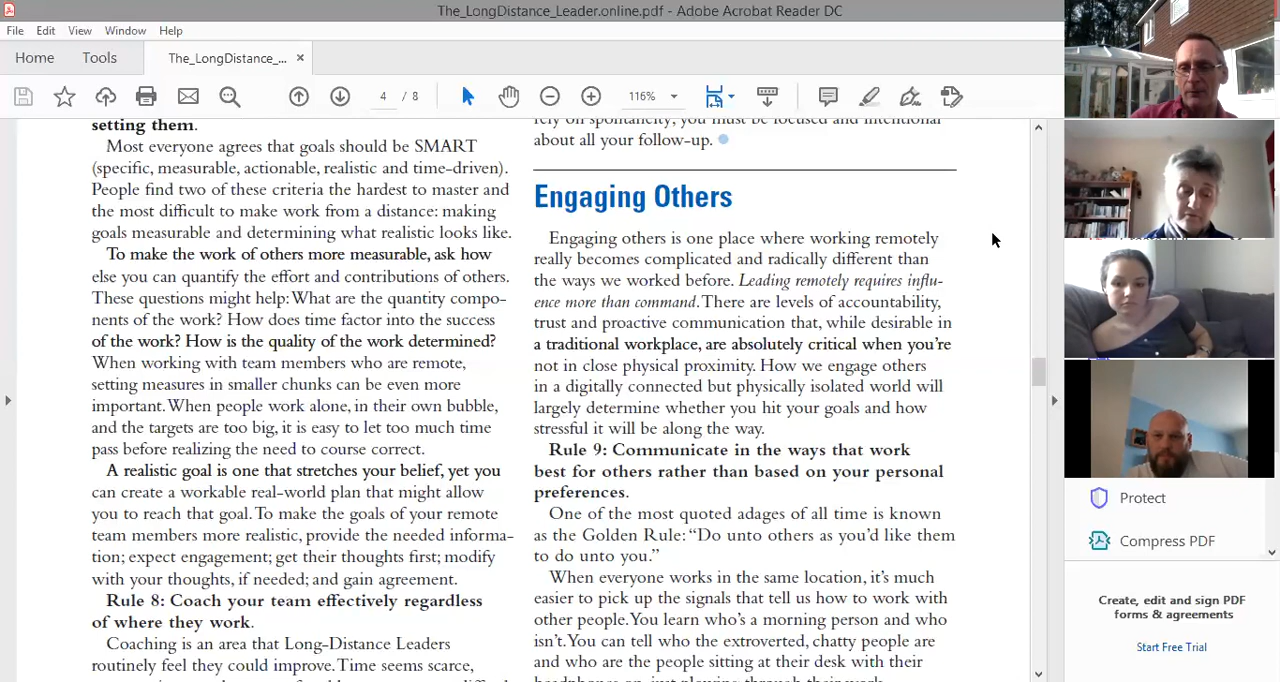 The_LongDistance_Leader.online.pdf - Adobe Acrobat Reader DC
File Edit View Window Help
Home Tools The_LongDistance_... ×
4 / 8 116%
setting them.
Most everyone agrees that goals should be SMART
(specific, measurable, actionable, realistic and time-driven).
People find two of these criteria the hardest to master and
the most difficult to make work from a distance: making
goals measurable and determining what realistic looks like.
To make the work of others more measurable, ask how
else you can quantify the effort and contributions of others.
These questions might help: What are the quantity compo-
nents of the work? How does time factor into the success
of the work? How is the quality of the work determined?
When working with team members who are remote,
setting measures in smaller chunks can be even more
important. When people work alone, in their own bubble,
and the targets are too big, it is easy to let too much time
pass before realizing the need to course correct.
A realistic goal is one that stretches your belief, yet you
can create a workable real-world plan that might allow
you to reach that goal. To make the goals of your remote
team members more realistic, provide the needed informa-
tion; expect engagement; get their thoughts first; modify
with your thoughts, if needed; and gain agreement.
Rule 8: Coach your team effectively regardless
of where they work.
Coaching is an area that Long-Distance Leaders
routinely feel they could improve. Time seems scarce,
rely on spontaneity, you must be focused and intentional
about all your follow-up.
Engaging Others
Engaging others is one place where working remotely
really becomes complicated and radically different than
the ways we worked before. Leading remotely requires influ-
ence more than command. There are levels of accountability,
trust and proactive communication that, while desirable in
a traditional workplace, are absolutely critical when you're
not in close physical proximity. How we engage others
in a digitally connected but physically isolated world will
largely determine whether you hit your goals and how
stressful it will be along the way.
Rule 9: Communicate in the ways that work
best for others rather than based on your personal
preferences.
One of the most quoted adages of all time is known
as the Golden Rule: “Do unto others as you'd like them
to do unto you.”
When everyone works in the same location, it's much
easier to pick up the signals that tell us how to work with
other people. You learn who's a morning person and who
isn't. You can tell who the extroverted, chatty people are
and who are the people sitting at their desk with their
headphones on, just plowing through their work.
Protect
Compress PDF
Create, edit and sign PDF
forms & agreements
Start Free Trial